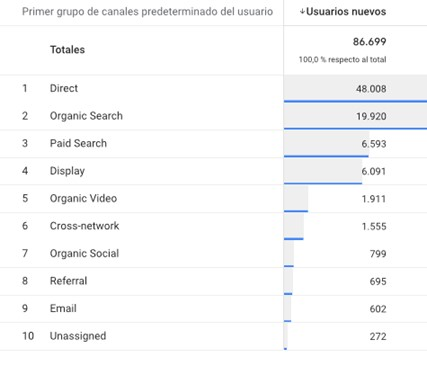 Primer grupo de canales predeterminado del usuario ↓Usuarios nuevos
Totales 86.699
100,0 % respecto al total
1 Direct 48.008
2 Organic Search 19.920
3 Paid Search 6.593
4 Display 6.091
5 Organic Video 1.911
6 Cross-network 1.555
7 Organic Social 799
8 Referral 695
9 Email 602
10 Unassigned 272